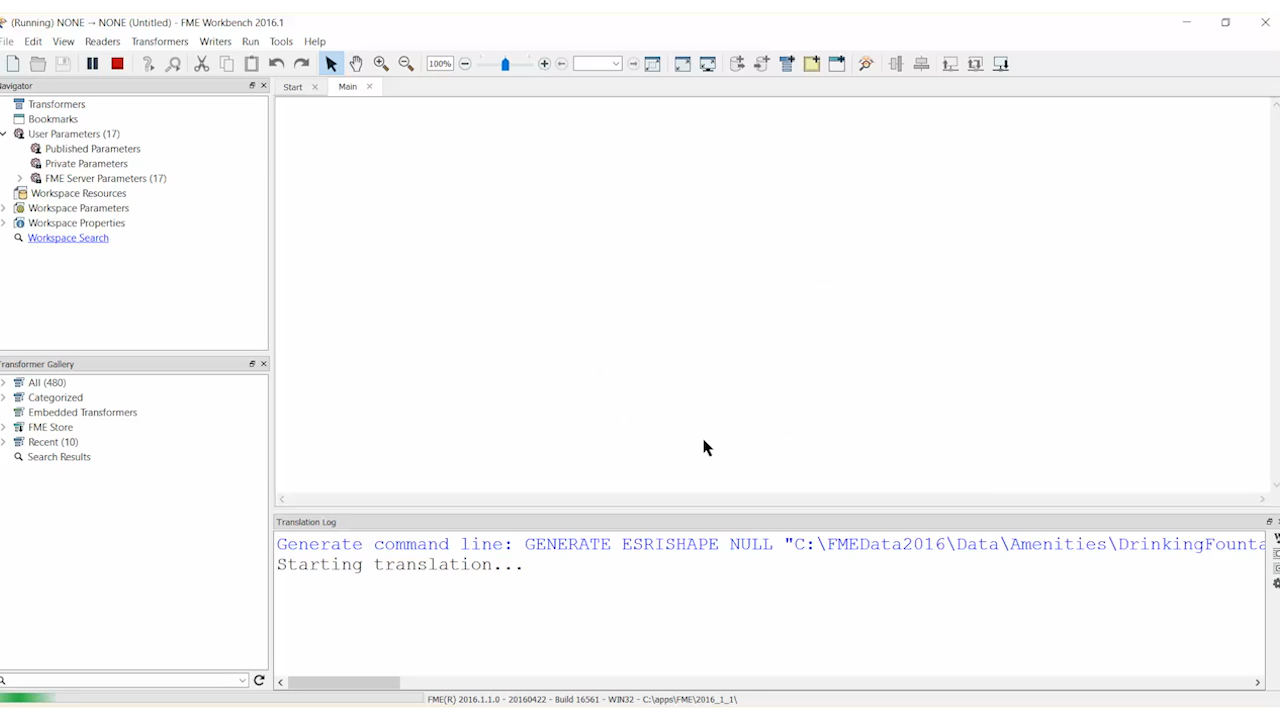 (Running) NONE → NONE (Untitled) - FME Workbench 2016.1
File Edit View Readers Transformers Writers Run Tools Help
100%
Navigator
Start
Main
Transformers
Bookmarks
User Parameters (17)
Published Parameters
Private Parameters
FME Server Parameters (17)
Workspace Resources
Workspace Parameters
Workspace Properties
Workspace Search
Transformer Gallery
All (480)
Categorized
Embedded Transformers
FME Store
Recent (10)
Search Results
Translation Log
Generate command line: GENERATE ESRISHAPE NULL "C:\FMEData2016\Data\Amenities\DrinkingFounta
Starting translation...
FME(R) 2016.1.1.0 - 20160422 - Build 16561 - WIN32 - C:\apps\FME\2016_1_1\